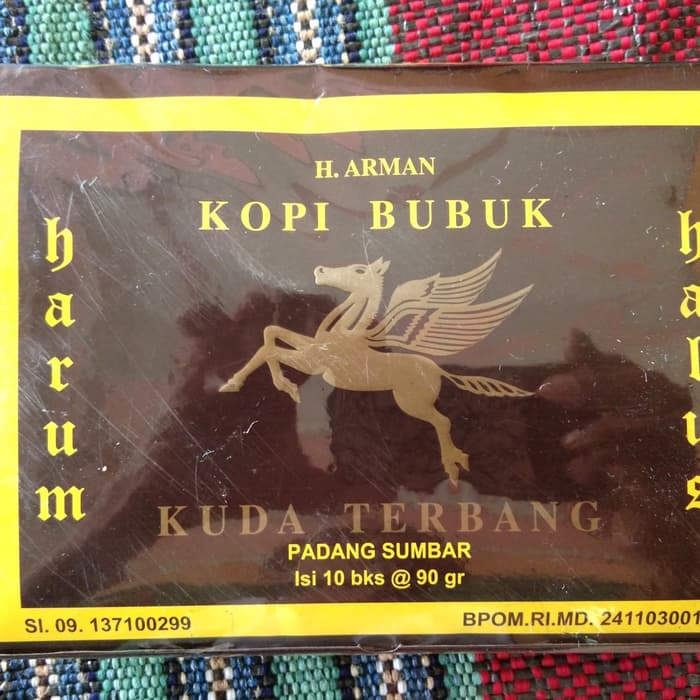 H. ARMAN
KOPI BUBUK
harum
halus
KUDA TERBANG
PADANG SUMBAR
Isi 10 bks @ 90 gr
SI. 09. 137100299
BPOM.RI.MD. 241103001